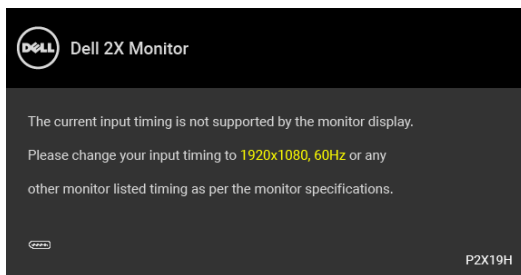 DELL Dell 2X Monitor
The current input timing is not supported by the monitor display.
Please change your input timing to 1920x1080, 60Hz or any
other monitor listed timing as per the monitor specifications.
P2X19H